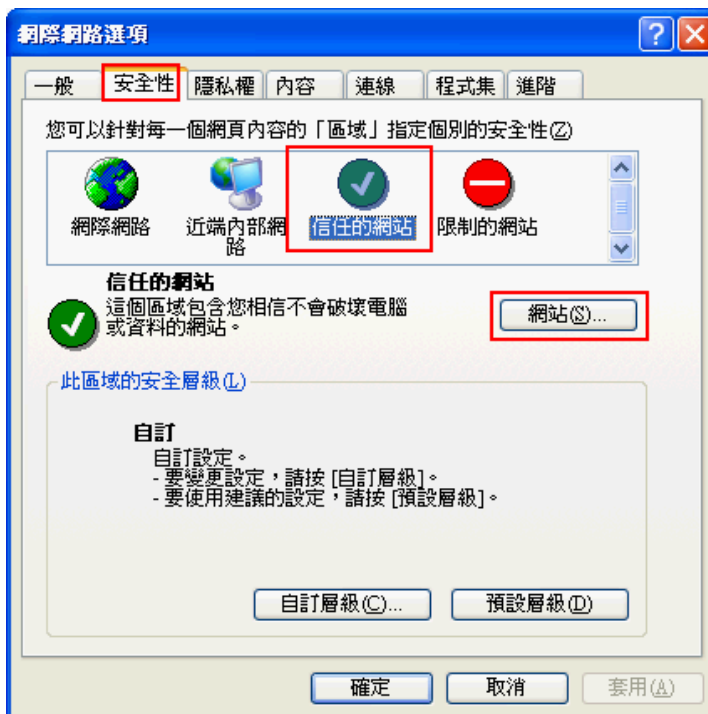 網際網路選項
一般 安全性 隱私權 內容 連線 程式集 進階
您可以針對每一個網頁內容的「區域」指定個別的安全性(Z)
網際網路 近端內部網路 信任的網站 限制的網站
信任的網站
這個區域包含您相信不會破壞電腦
或資料的網站。
網站(S)...
此區域的安全層級(L)
自訂
自訂設定。
- 要變更設定，請按 [自訂層級]。
- 要使用建議的設定，請按 [預設層級]。
自訂層級(C)... 預設層級(D)
確定 取消 套用(A)